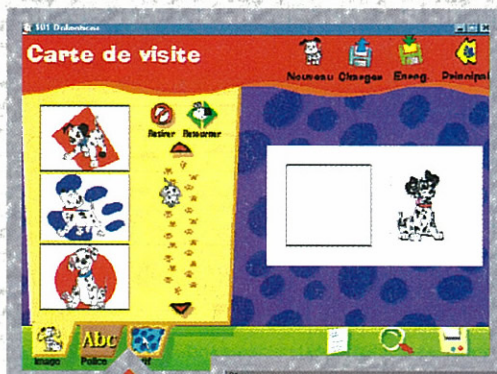 101 Dalmatiens
Carte de visite
Nouveau Charger Enreg. Principal
Retirer Retourner
Image Abc Police